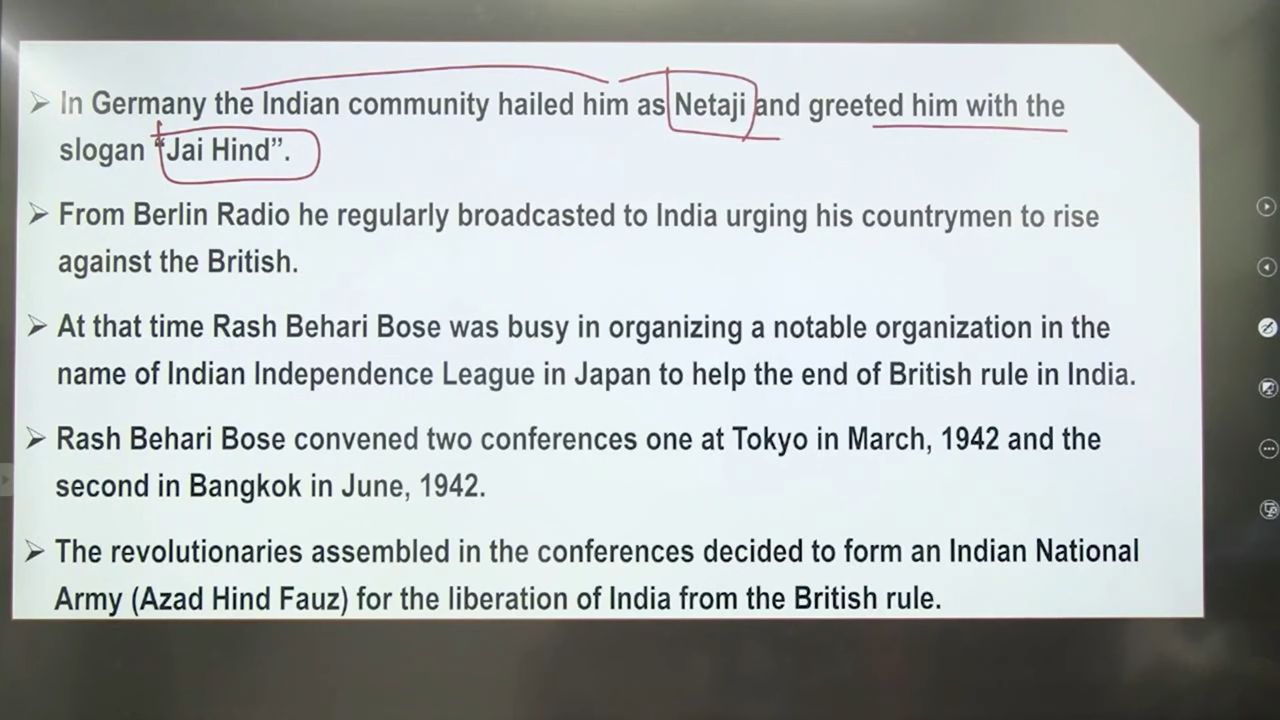 ➢ In Germany the Indian community hailed him as Netaji and greeted him with the
slogan “Jai Hind”.
➢ From Berlin Radio he regularly broadcasted to India urging his countrymen to rise
against the British.
➢ At that time Rash Behari Bose was busy in organizing a notable organization in the
name of Indian Independence League in Japan to help the end of British rule in India.
➢ Rash Behari Bose convened two conferences one at Tokyo in March, 1942 and the
second in Bangkok in June, 1942.
➢ The revolutionaries assembled in the conferences decided to form an Indian National
Army (Azad Hind Fauz) for the liberation of India from the British rule.